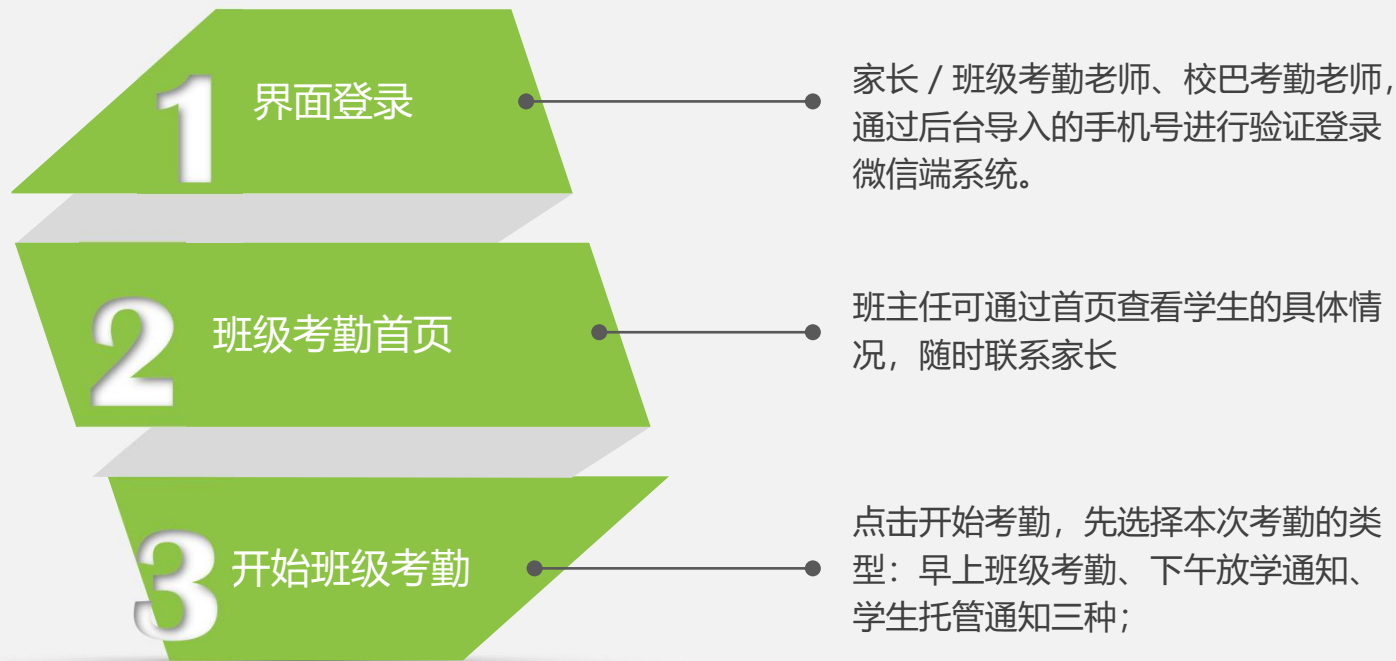 1
界面登录
家长 / 班级考勤老师、校巴考勤老师，
通过后台导入的手机号进行验证登录
微信端系统。
2
班级考勤首页
班主任可通过首页查看学生的具体情
况，随时联系家长
3
开始班级考勤
点击开始考勤，先选择本次考勤的类
型：早上班级考勤、下午放学通知、
学生托管通知三种；